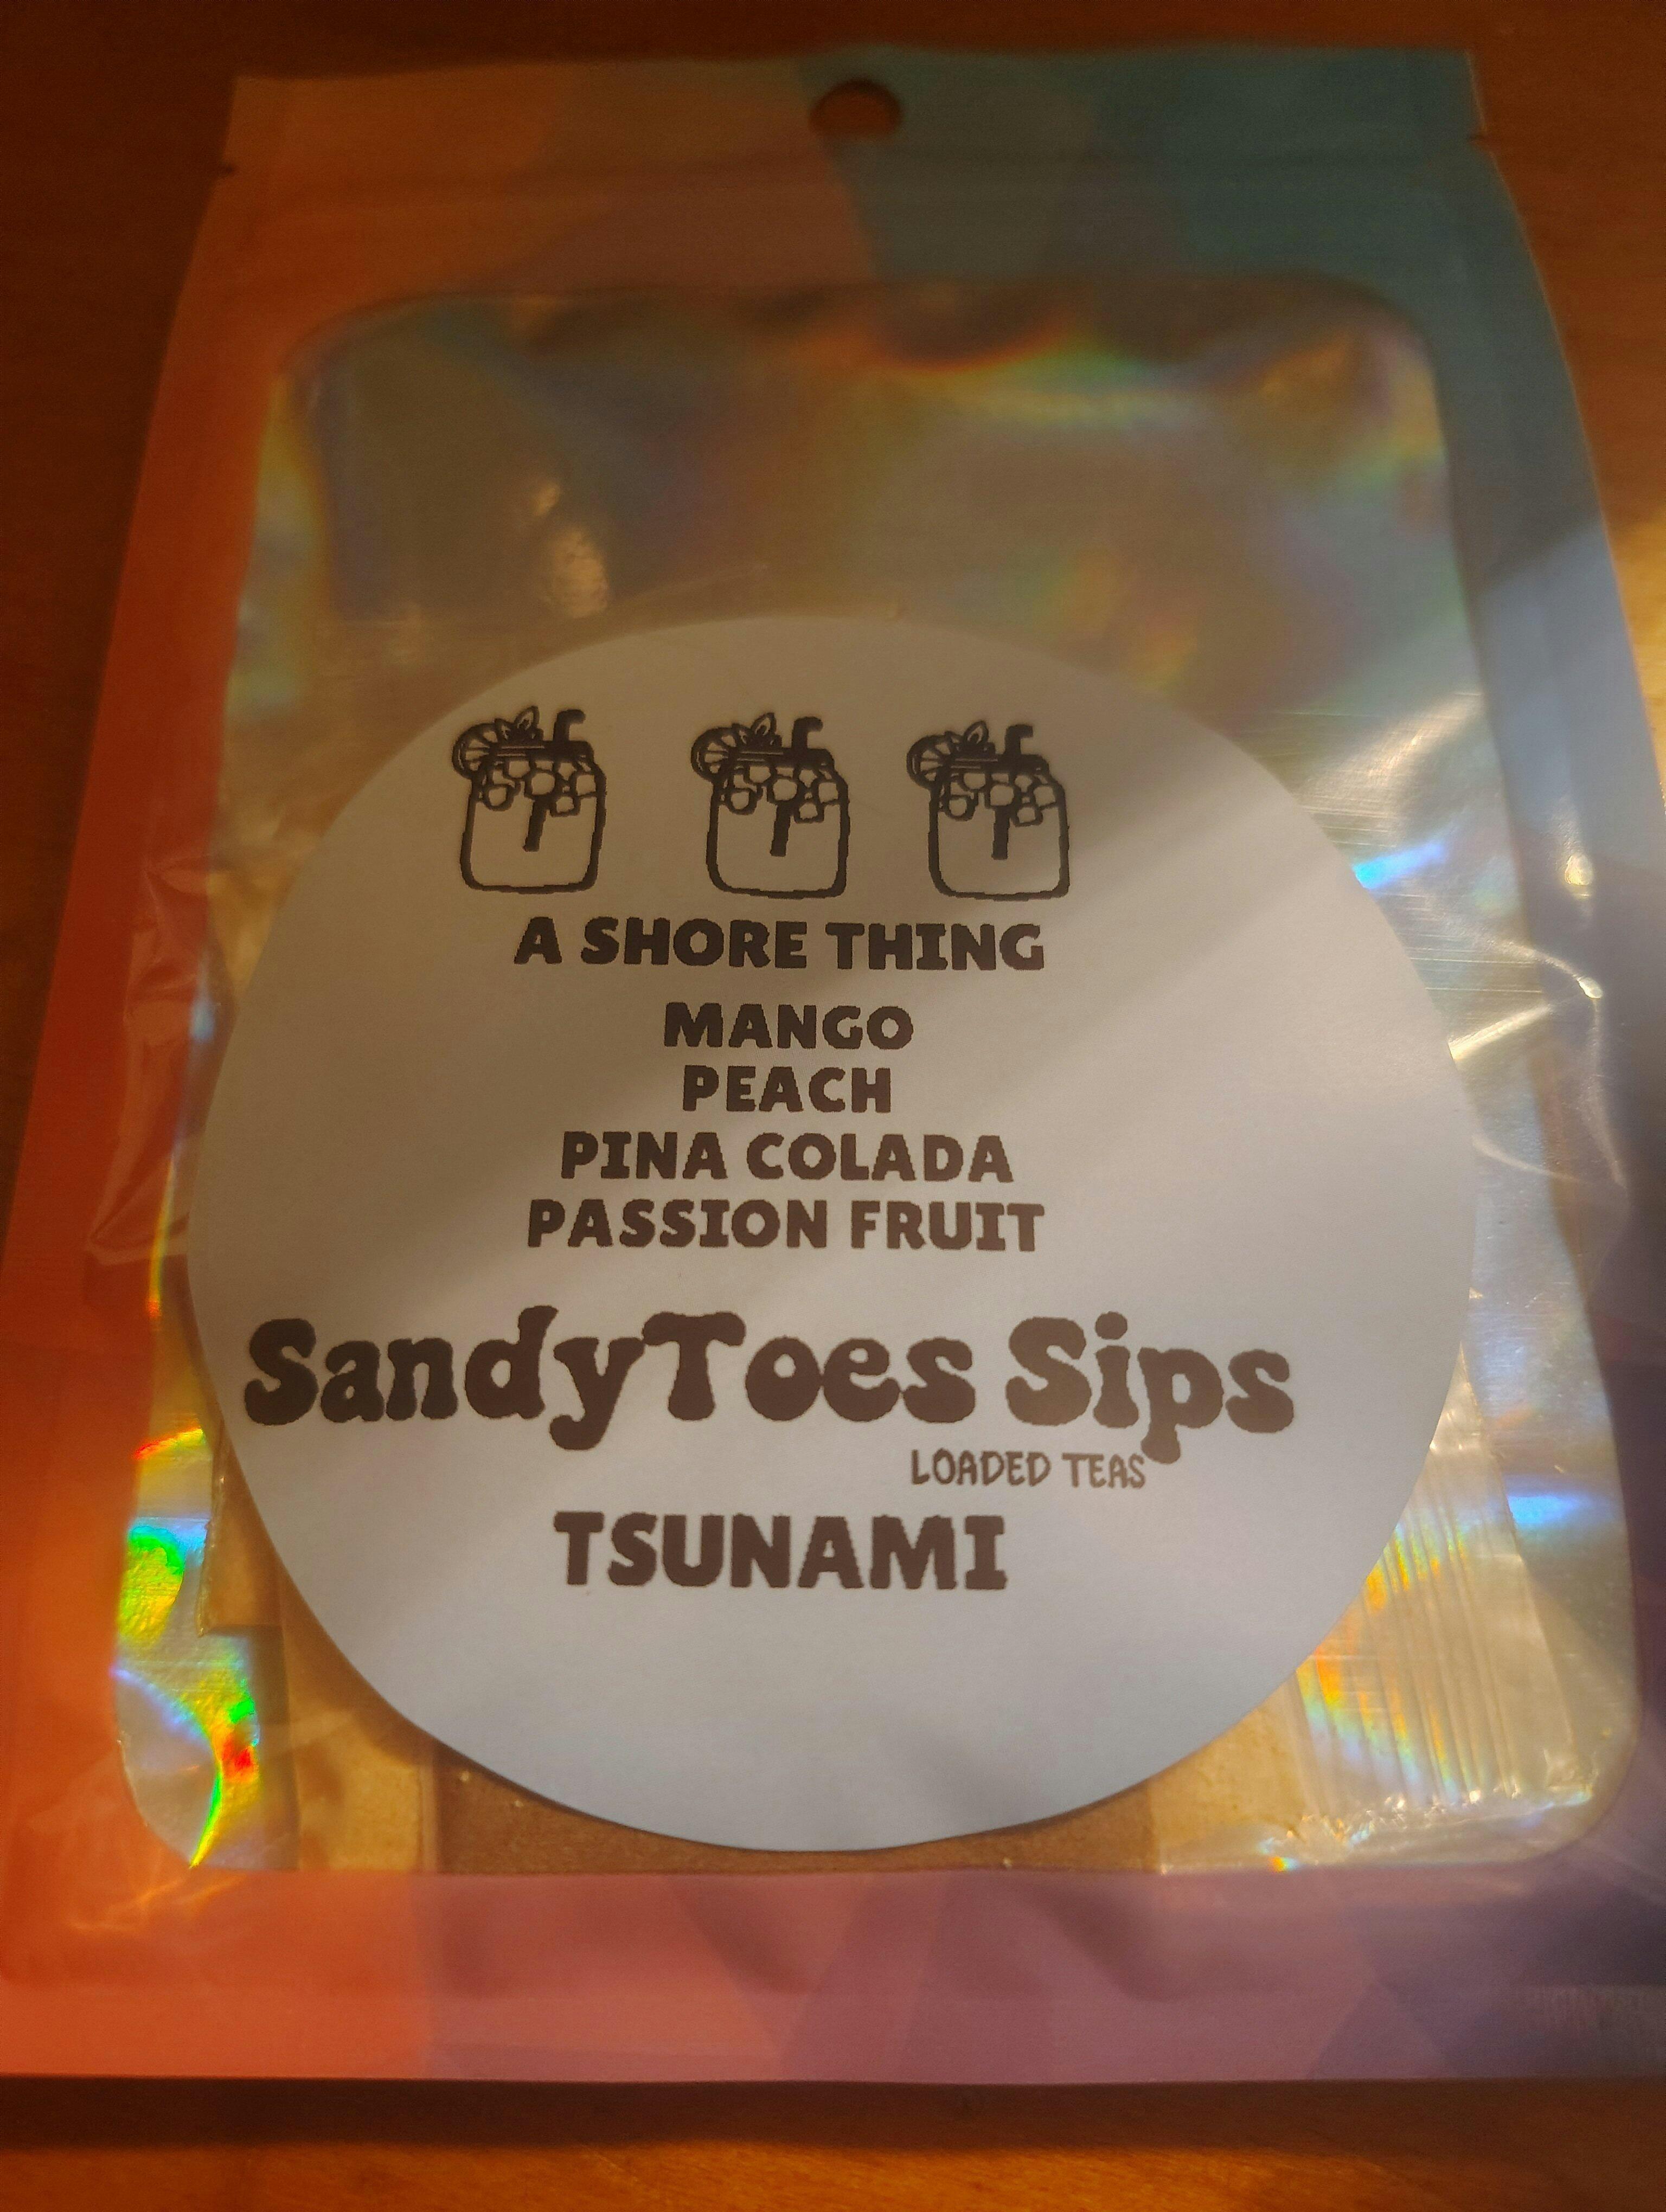 A SHORE THING
MANGO
PEACH
PINA COLADA
PASSION FRUIT
SandyToes Sips
LOADED TEAS
TSUNAMI